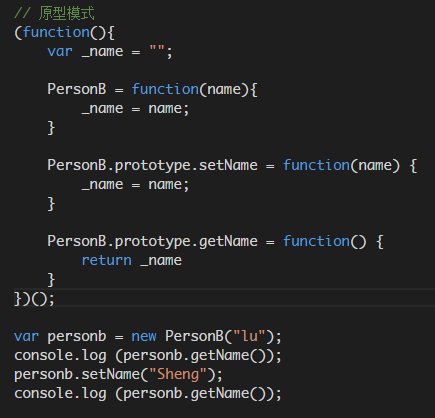 // 原型模式
(function(){
    var _name = "";

    PersonB = function(name){
        _name = name;
    }

    PersonB.prototype.setName = function(name) {
        _name = name;
    }

    PersonB.prototype.getName = function() {
        return _name
    }
})();

var personb = new PersonB("lu");
console.log (personb.getName());
personb.setName("Sheng");
console.log (personb.getName());